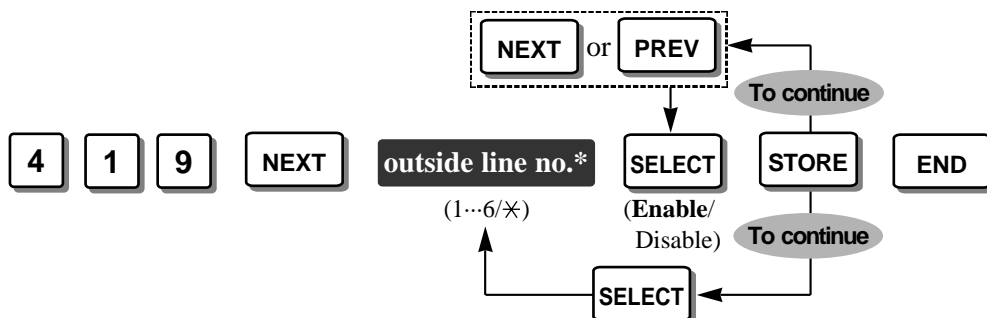 NEXT or PREV
To continue
4 1 9 NEXT outside line no.* SELECT STORE END
(1···6/✳) (Enable/
Disable) To continue
SELECT